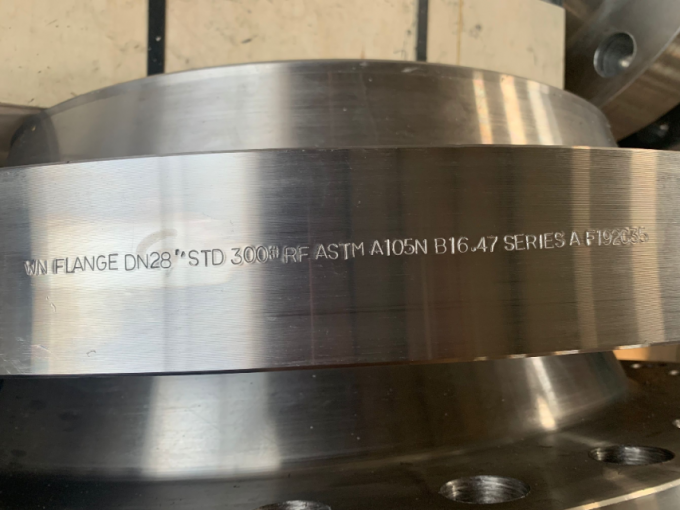 WN FLANGE DN28" STD 300# RF ASTM A105N B16.47 SERIES A